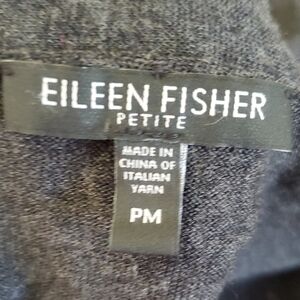 EILEEN FISHER
PETITE
MADE IN
CHINA OF
ITALIAN
YARN
PM